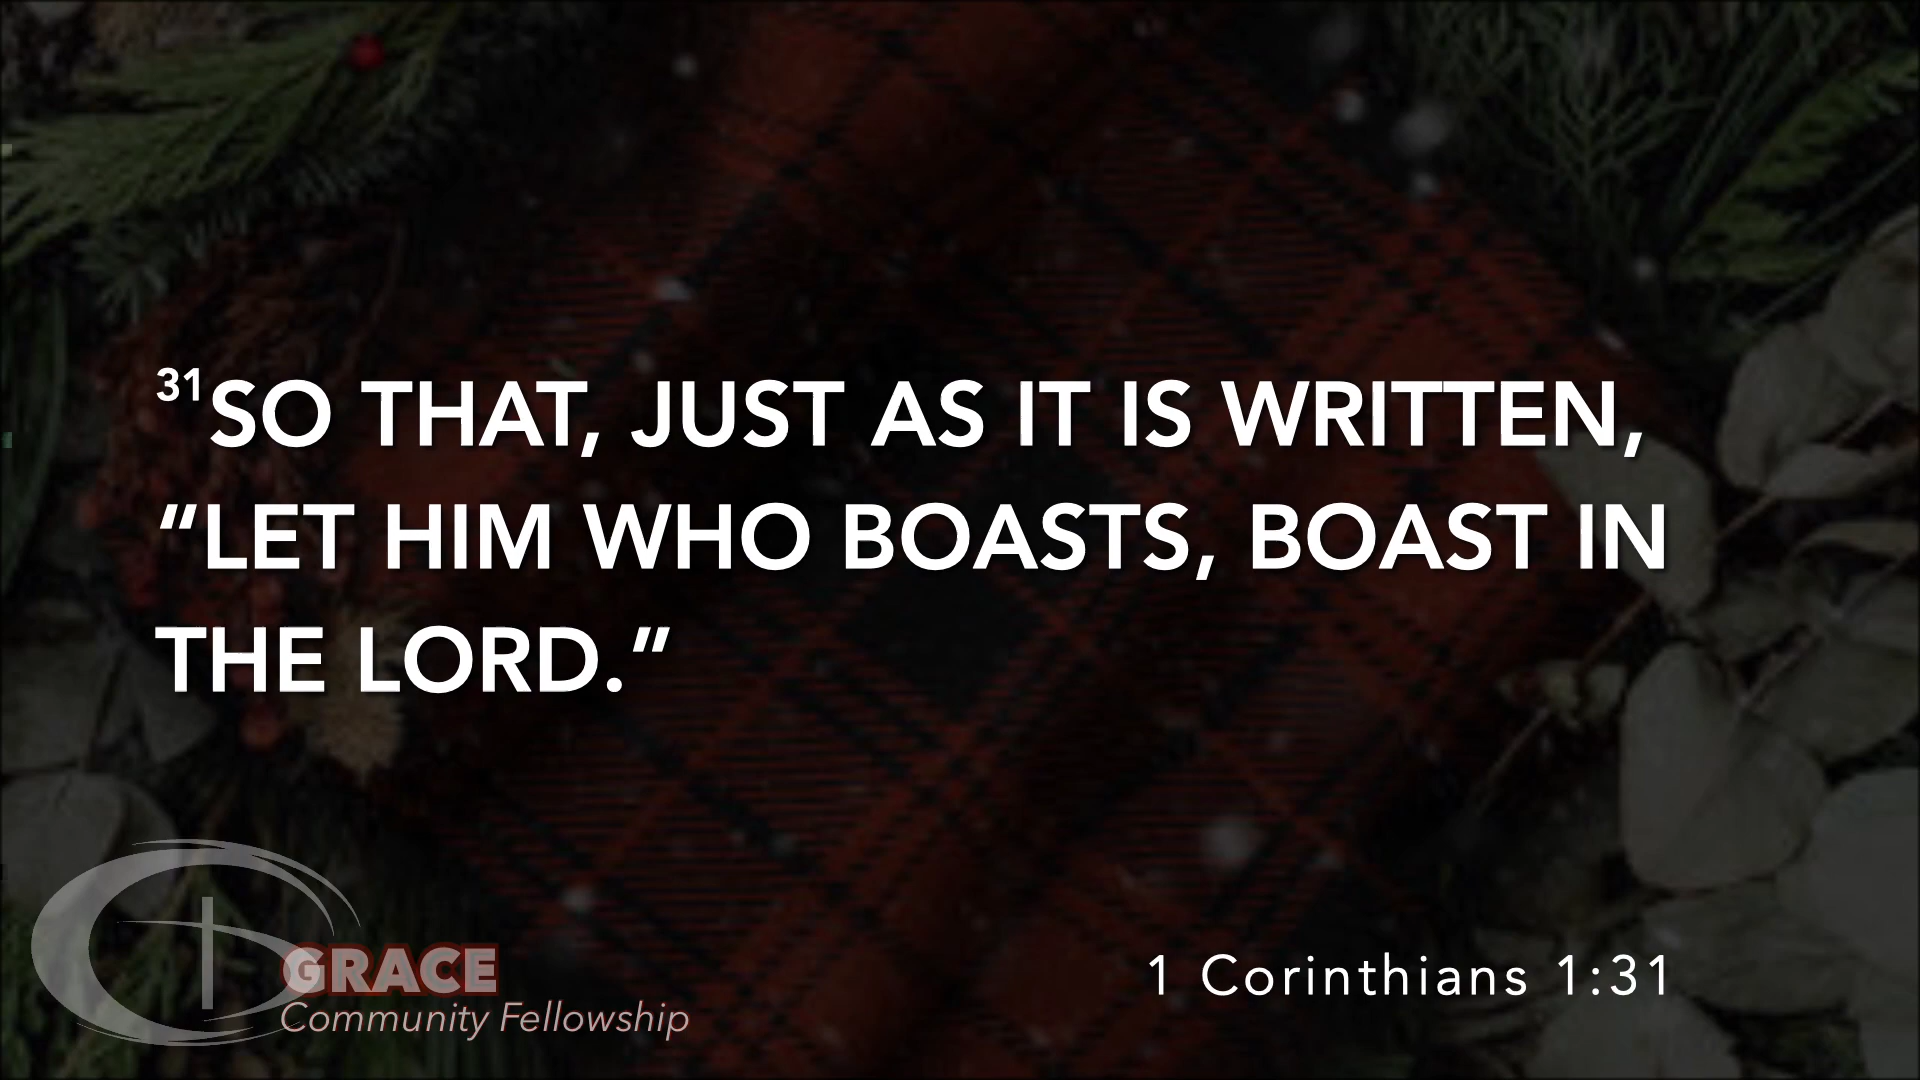 31SO THAT, JUST AS IT IS WRITTEN,
“LET HIM WHO BOASTS, BOAST IN
THE LORD.”
1 Corinthians 1:31
GRACE
Community Fellowship